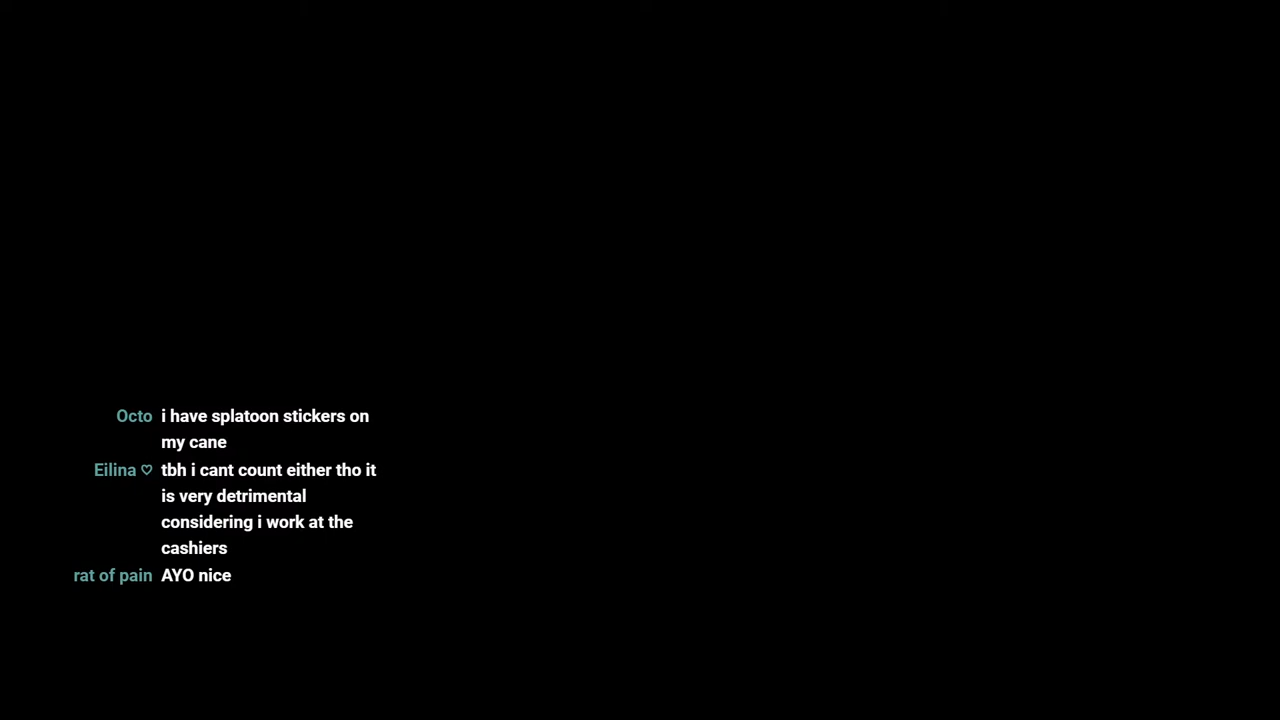 Octo i have splatoon stickers on
my cane
Eilina ♡ tbh i cant count either tho it
is very detrimental
considering i work at the
cashiers
rat of pain AYO nice